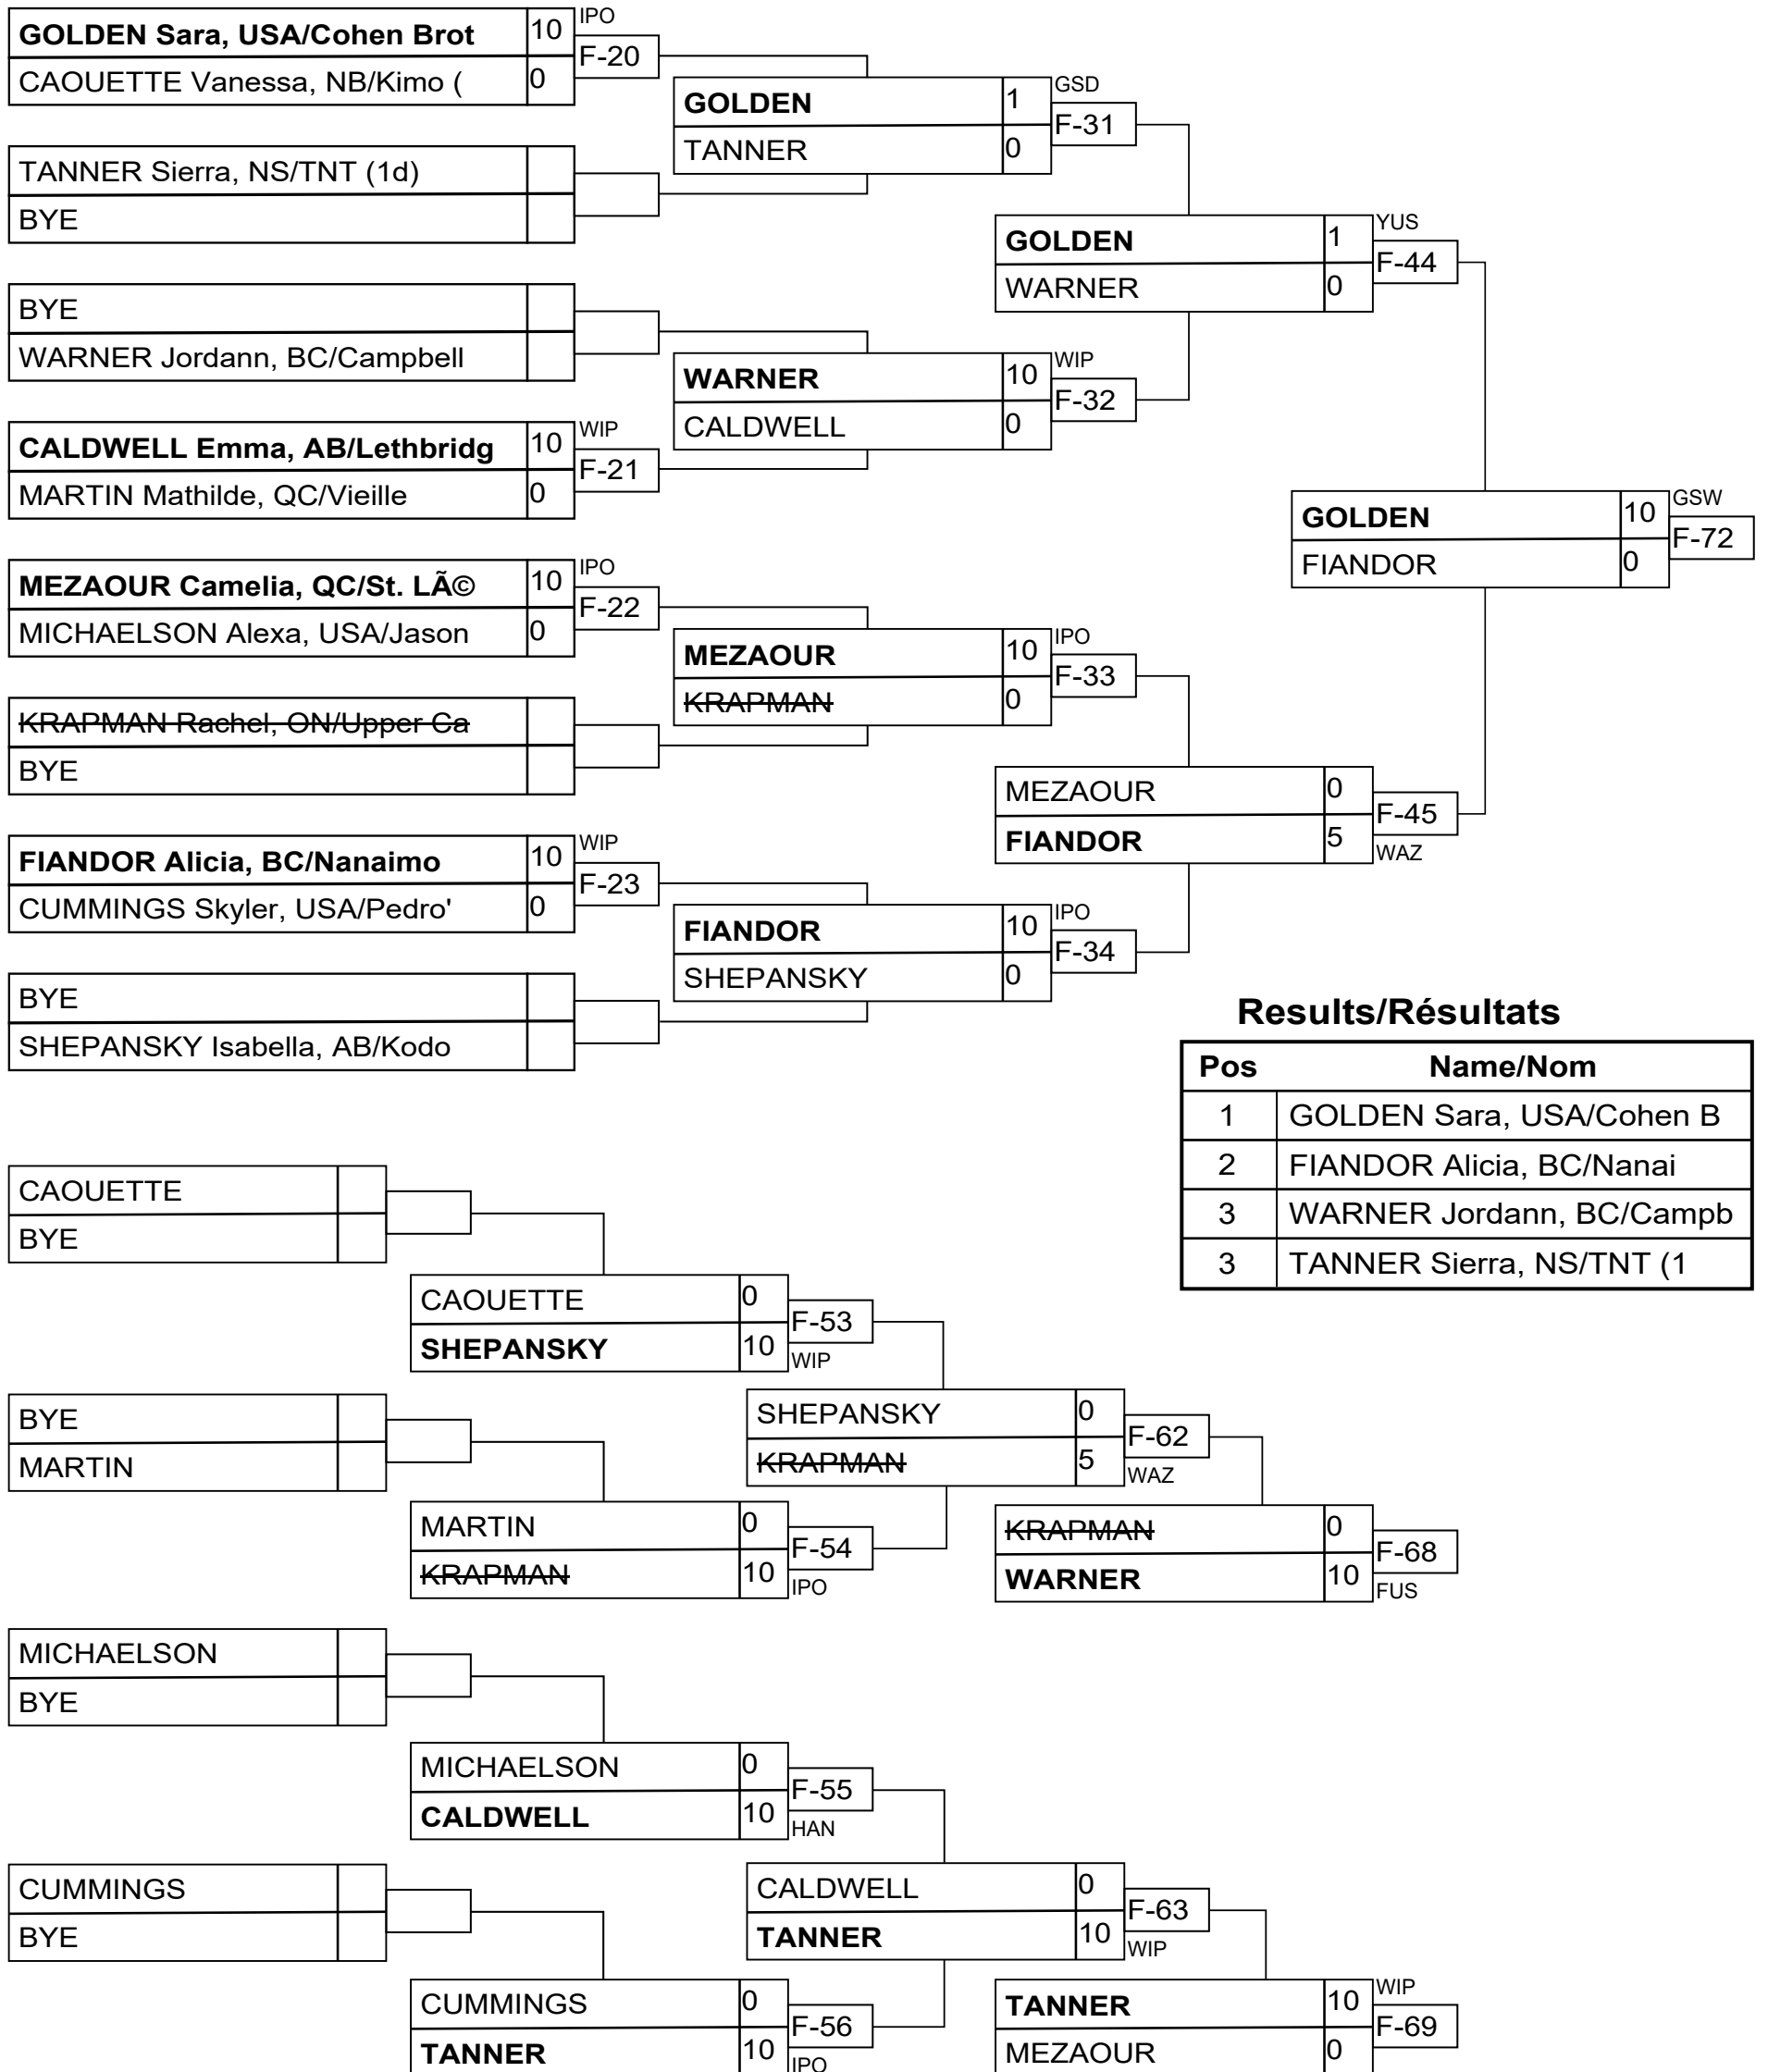 GOLDEN Sara, USA/Cohen Brot 10 IPO
F-20
CAOUETTE Vanessa, NB/Kimo ( 0
TANNER Sierra, NS/TNT (1d)
BYE
BYE
WARNER Jordann, BC/Campbell
CALDWELL Emma, AB/Lethbridg 10 WIP
F-21
MARTIN Mathilde, QC/Vieille 0
MEZAOUR Camelia, QC/St. LÃ© 10 IPO
F-22
MICHAELSON Alexa, USA/Jason 0
KRAPMAN Rachel, ON/Upper Ca
BYE
FIANDOR Alicia, BC/Nanaimo 10 WIP
F-23
CUMMINGS Skyler, USA/Pedro' 0
BYE
SHEPANSKY Isabella, AB/Kodo
GOLDEN 1 GSD
F-31
TANNER 0
WARNER 10 WIP
F-32
CALDWELL 0
MEZAOUR 10 IPO
F-33
KRAPMAN 0
FIANDOR 10 IPO
F-34
SHEPANSKY 0
GOLDEN 1 YUS
F-44
WARNER 0
MEZAOUR 0
F-45
FIANDOR 5 WAZ
GOLDEN 10 GSW
F-72
FIANDOR 0
Results/Résultats
Pos Name/Nom
1 GOLDEN Sara, USA/Cohen B
2 FIANDOR Alicia, BC/Nanai
3 WARNER Jordann, BC/Campb
3 TANNER Sierra, NS/TNT (1
CAOUETTE
BYE
BYE
MARTIN
MICHAELSON
BYE
CUMMINGS
BYE
CAOUETTE 0
F-53
SHEPANSKY 10 WIP
MARTIN 0
F-54
KRAPMAN 10 IPO
MICHAELSON 0
F-55
CALDWELL 10 HAN
CUMMINGS 0
F-56
TANNER 10 IPO
SHEPANSKY 0
F-62
KRAPMAN 5 WAZ
CALDWELL 0
F-63
TANNER 10 WIP
KRAPMAN 0
F-68
WARNER 10 FUS
TANNER 10 WIP
F-69
MEZAOUR 0